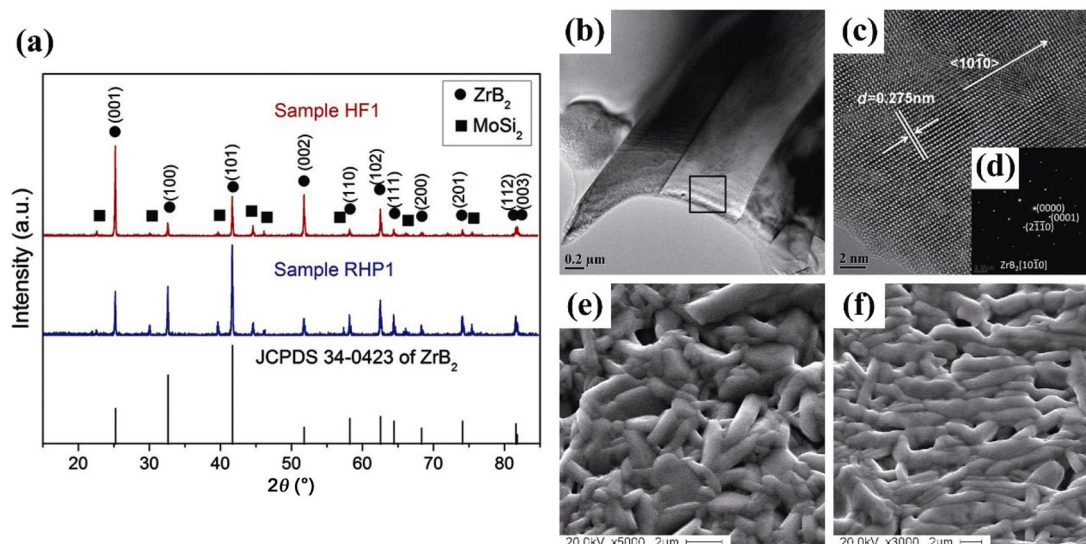 (a)
Intensity (a.u.)
● ZrB₂
■ MoSi₂
Sample HF1
(001)
(100)
(101)
(002)
(110)
(102)
(111)
(200)
(201)
(112)
(003)
Sample RHP1
JCPDS 34-0423 of ZrB₂
20 30 40 50 60 70 80
2θ (°)
(b)
0.2 μm
(c)
<101̄0>
d=0.275nm
2 nm
(d)
(0000)
(0001)
(21̄1̄0)
ZrB₂[101̄0]
(e)
20.0kV x5000 2μm
(f)
20.0kV x3000 2μm